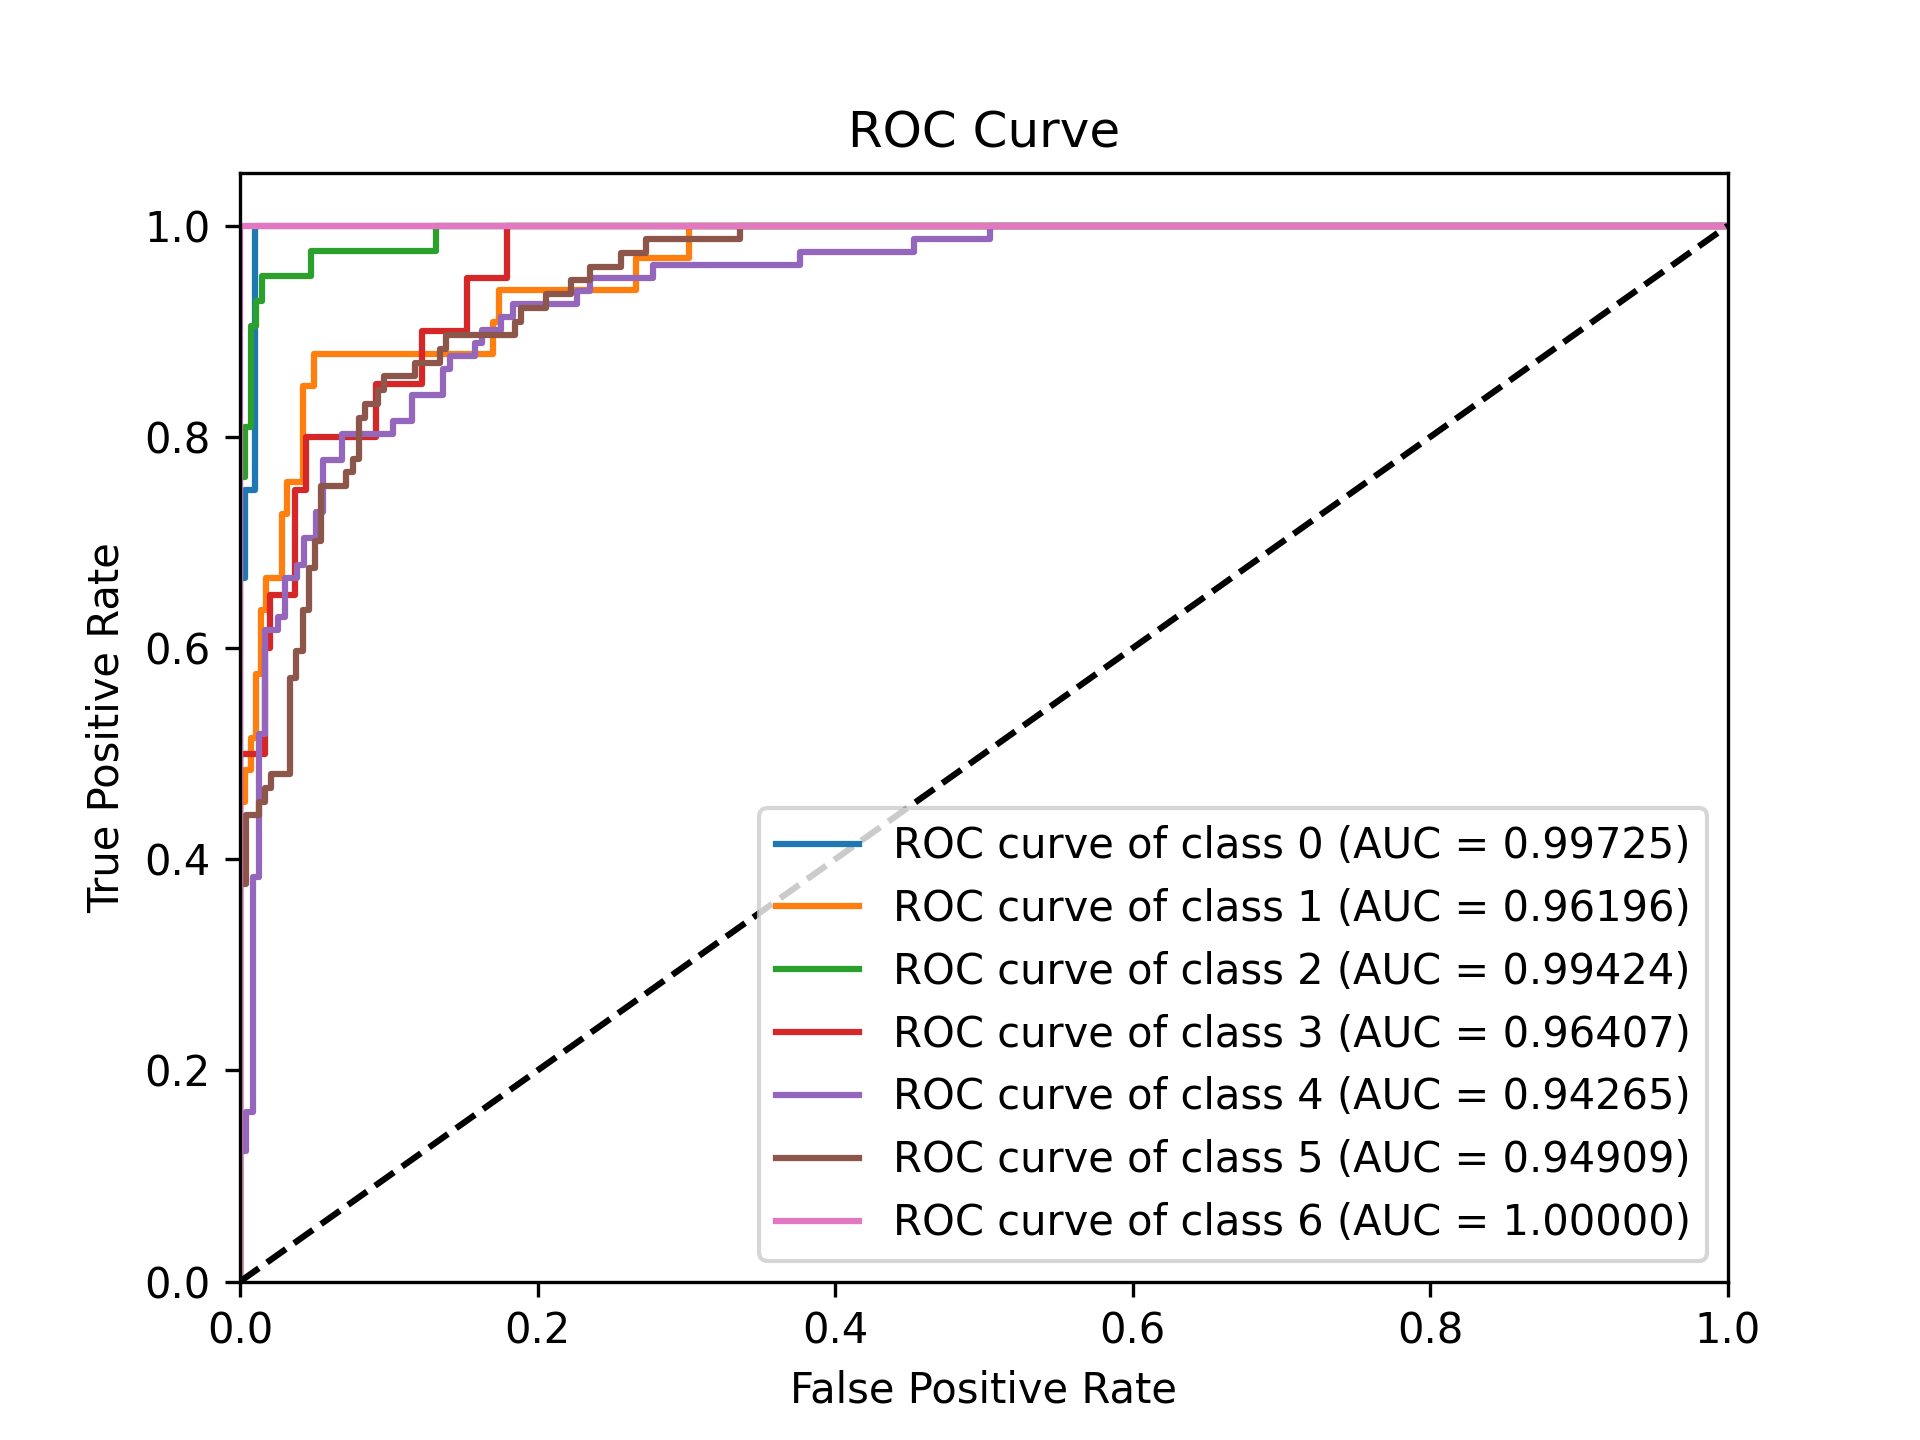 ROC Curve
1.0
0.8
0.6
0.4
0.2
0.0
True Positive Rate
ROC curve of class 0 (AUC = 0.99725)
ROC curve of class 1 (AUC = 0.96196)
ROC curve of class 2 (AUC = 0.99424)
ROC curve of class 3 (AUC = 0.96407)
ROC curve of class 4 (AUC = 0.94265)
ROC curve of class 5 (AUC = 0.94909)
ROC curve of class 6 (AUC = 1.00000)
0.0 0.2 0.4 0.6 0.8 1.0
False Positive Rate